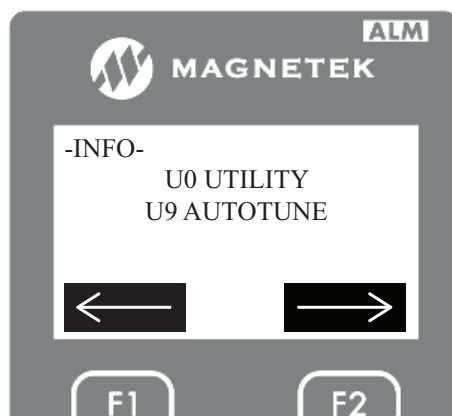 ALM
MAGNETEK
-INFO-
U0 UTILITY
U9 AUTOTUNE
F1 F2